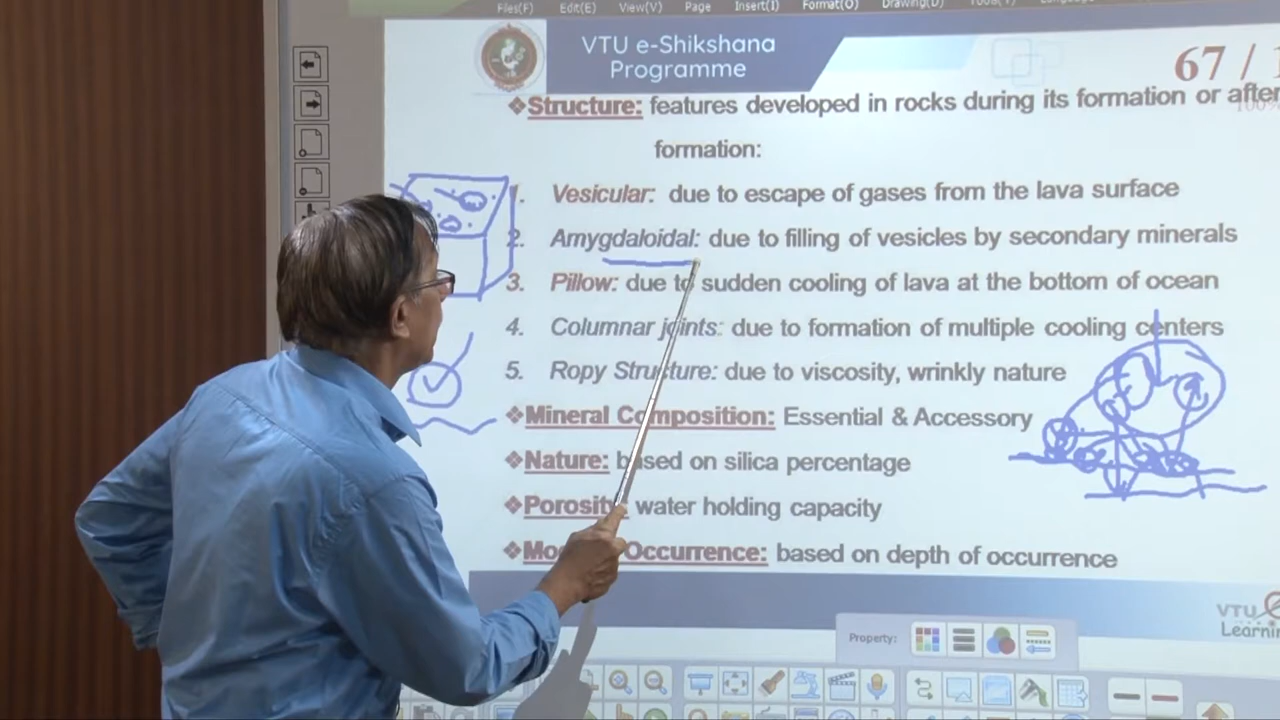 Files(F) Edit(E) View(V) Page Insert(I) Format(O) Drawing(D)
VTU e-Shikshana
Programme
67 / 1
❖Structure: features developed in rocks during its formation or after
formation:
1. Vesicular: due to escape of gases from the lava surface
2. Amygdaloidal: due to filling of vesicles by secondary minerals
3. Pillow: due to sudden cooling of lava at the bottom of ocean
4. Columnar joints: due to formation of multiple cooling centers
5. Ropy Structure: due to viscosity, wrinkly nature
❖Mineral Composition: Essential & Accessory
❖Nature: based on silica percentage
❖Porosity: water holding capacity
Occurrence: based on depth of occurrence
VTU
Learnin
Property: